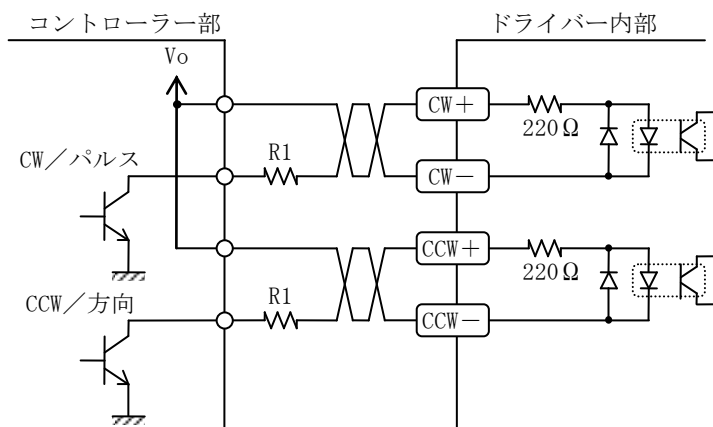 コントローラー部
ドライバー内部
Vo
CW＋
220Ω
CW／パルス
R1
CW－
CCW＋
220Ω
CCW／方向
R1
CCW－